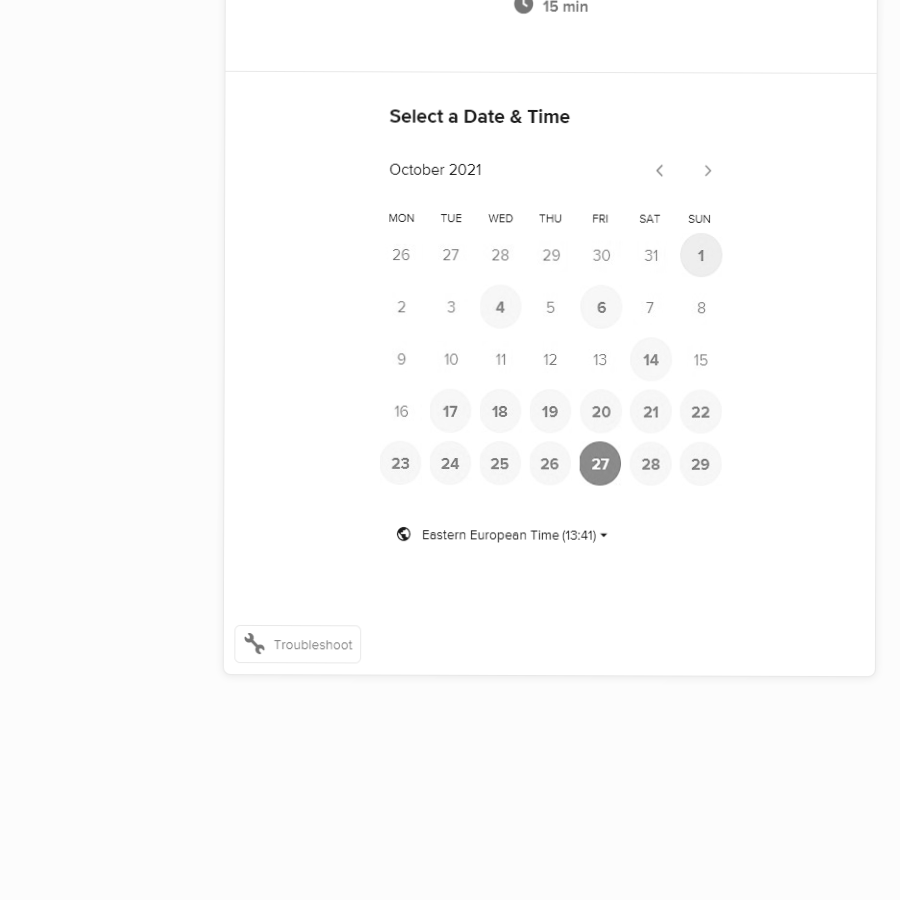 15 min
Select a Date & Time
October 2021
MON TUE WED THU FRI SAT SUN
26 27 28 29 30 31 1
2 3 4 5 6 7 8
9 10 11 12 13 14 15
16 17 18 19 20 21 22
23 24 25 26 27 28 29
Eastern European Time (13:41)
Troubleshoot